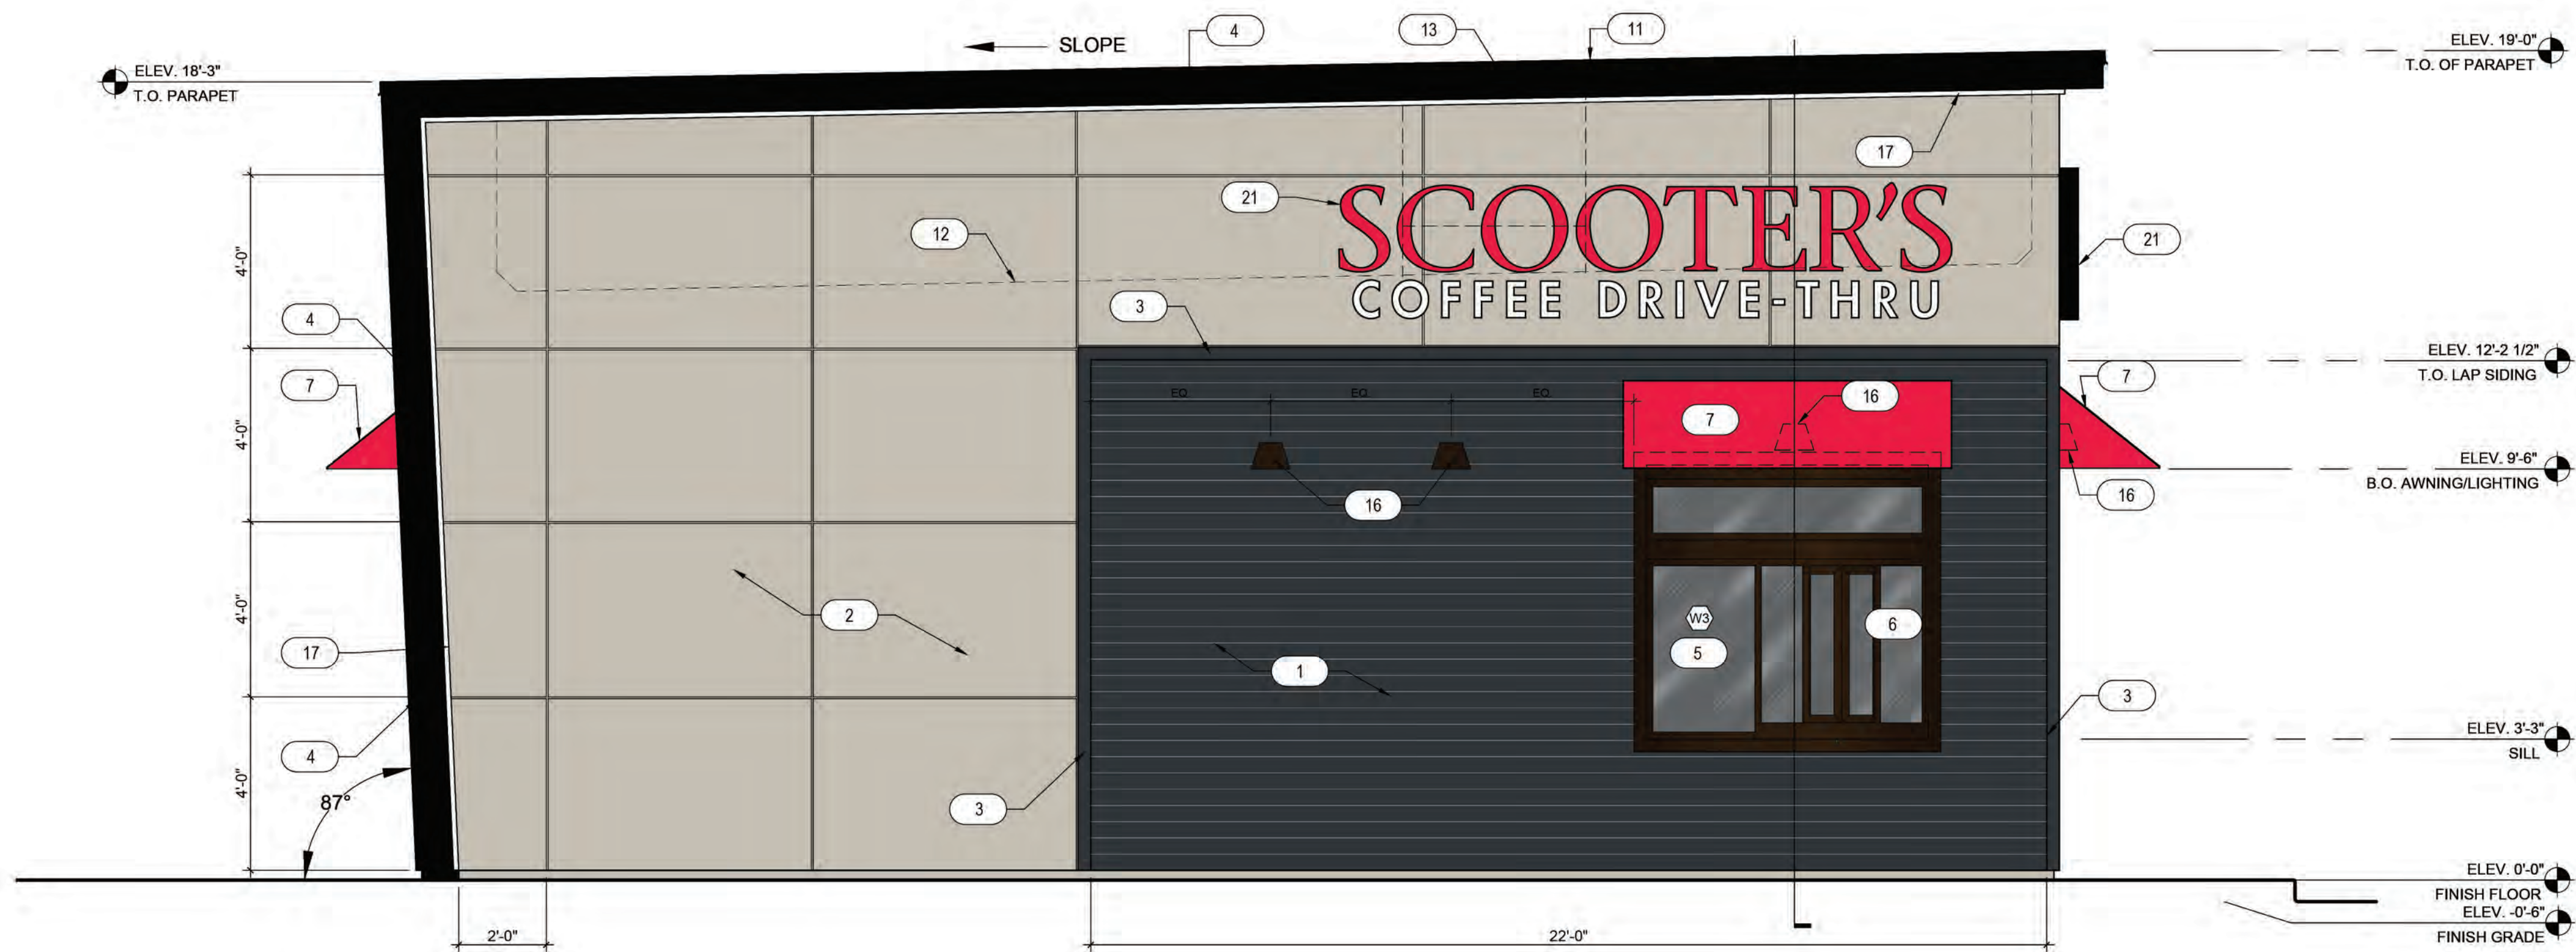 SLOPE
4
13
11
ELEV. 19'-0"
T.O. OF PARAPET
ELEV. 18'-3"
T.O. PARAPET
17
21
SCOOTER'S
COFFEE DRIVE-THRU
12
21
4'-0"
3
4
ELEV. 12'-2 1/2"
T.O. LAP SIDING
7
EQ.
EQ.
EQ.
7
16
7
4'-0"
ELEV. 9'-6"
B.O. AWNING/LIGHTING
16
16
4'-0"
2
W3
5
6
17
1
3
ELEV. 3'-3"
SILL
4
4'-0"
87°
3
ELEV. 0'-0"
FINISH FLOOR
ELEV. -0'-6"
FINISH GRADE
2'-0"
22'-0"